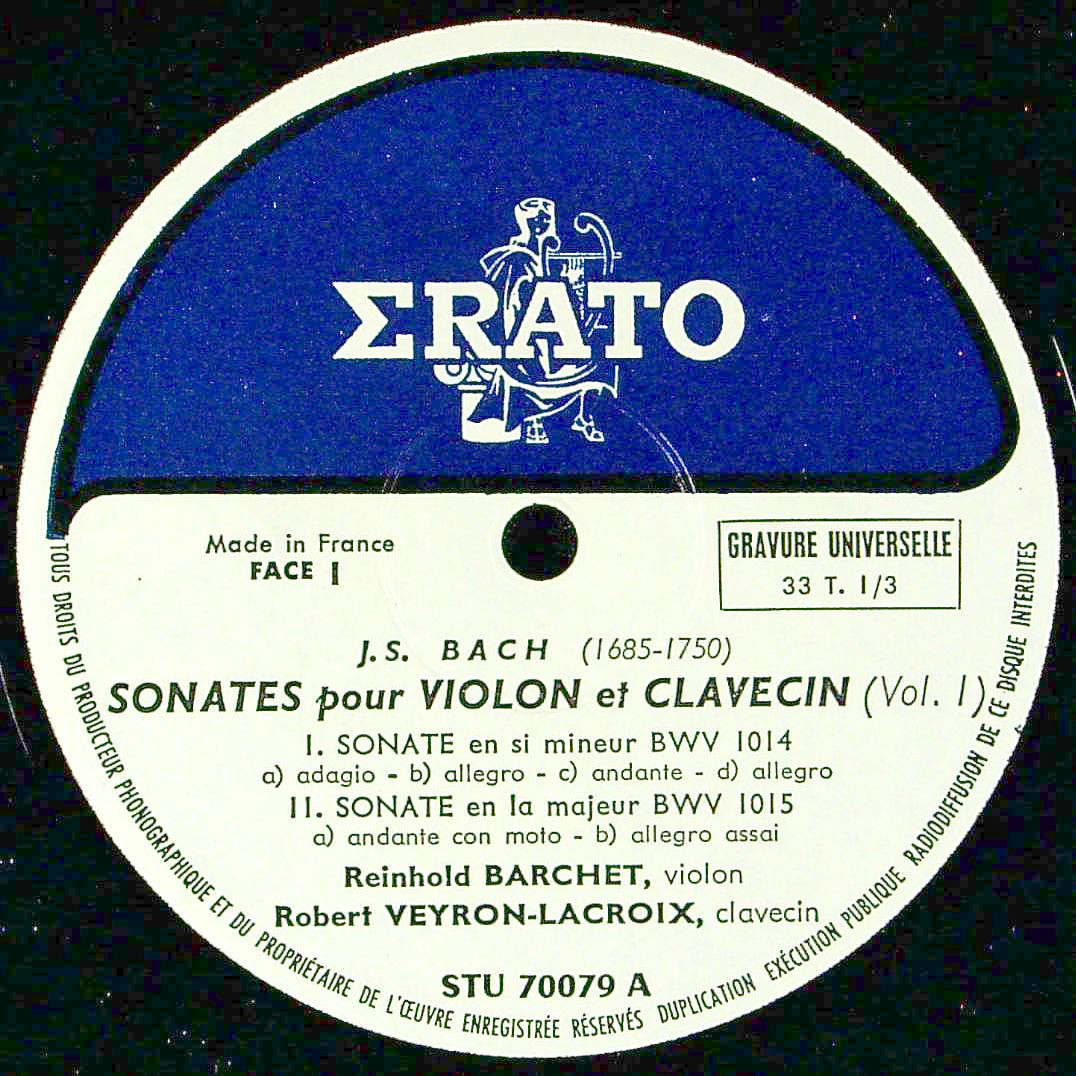 ΣRATO
Made in France
FACE I
GRAVURE UNIVERSELLE
33 T. 1/3
J.S. BACH (1685-1750)
SONATES pour VIOLON et CLAVECIN (Vol. I)
I. SONATE en si mineur BWV 1014
a) adagio - b) allegro - c) andante - d) allegro
II. SONATE en la majeur BWV 1015
a) andante con moto - b) allegro assai
Reinhold BARCHET, violon
Robert VEYRON-LACROIX, clavecin
STU 70079 A
TOUS DROITS DU PRODUCTEUR PHONOGRAPHIQUE ET DU PROPRIÉTAIRE DE L'ŒUVRE ENREGISTRÉE RÉSERVÉS DUPLICATION EXÉCUTION PUBLIQUE RADIODIFFUSION DE CE DISQUE INTERDITES